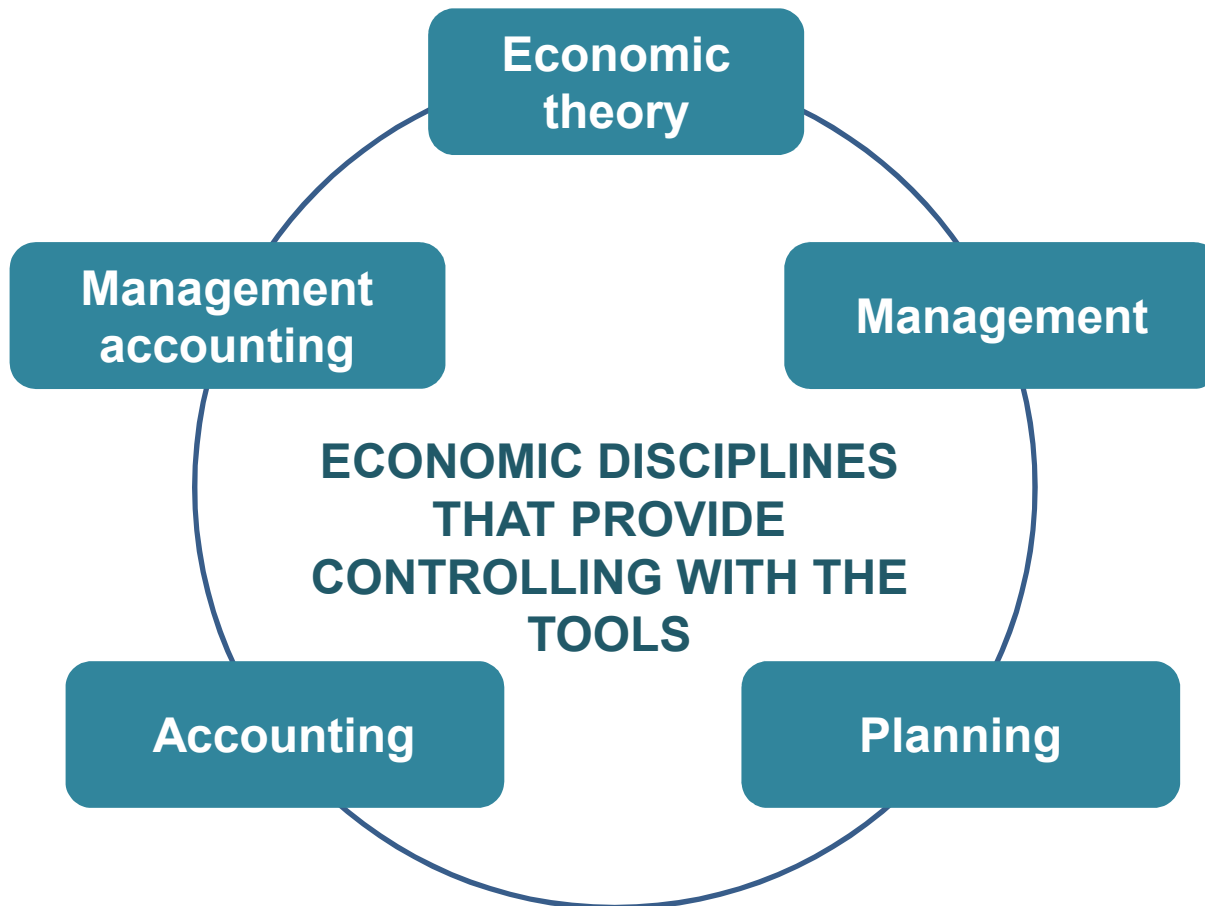 Economic
theory
Management
accounting
Management
ECONOMIC DISCIPLINES
THAT PROVIDE
CONTROLLING WITH THE
TOOLS
Accounting
Planning